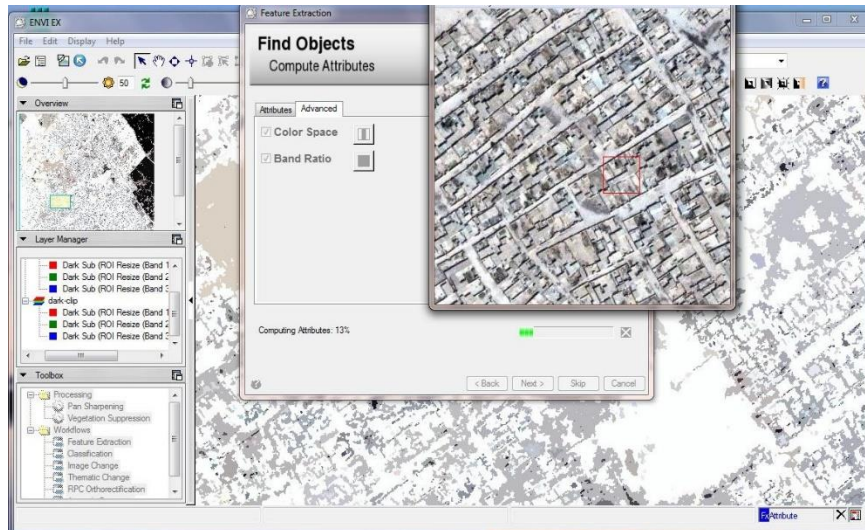 ENVI EX
File Edit Display Help
50
Overview
Layer Manager
Dark Sub (ROI Resize (Band 1
Dark Sub (ROI Resize (Band 2
Dark Sub (ROI Resize (Band 3
dark-clip
Dark Sub (ROI Resize (Band 1
Dark Sub (ROI Resize (Band 2
Dark Sub (ROI Resize (Band 3
Toolbox
Processing
Pan Sharpening
Vegetation Suppression
Workflows
Feature Extraction
Classification
Image Change
Thematic Change
RPC Orthorectification
Feature Extraction
Find Objects
Compute Attributes
Attributes Advanced
Color Space
Band Ratio
Computing Attributes: 13%
< Back Next > Skip Cancel
FxAttribute